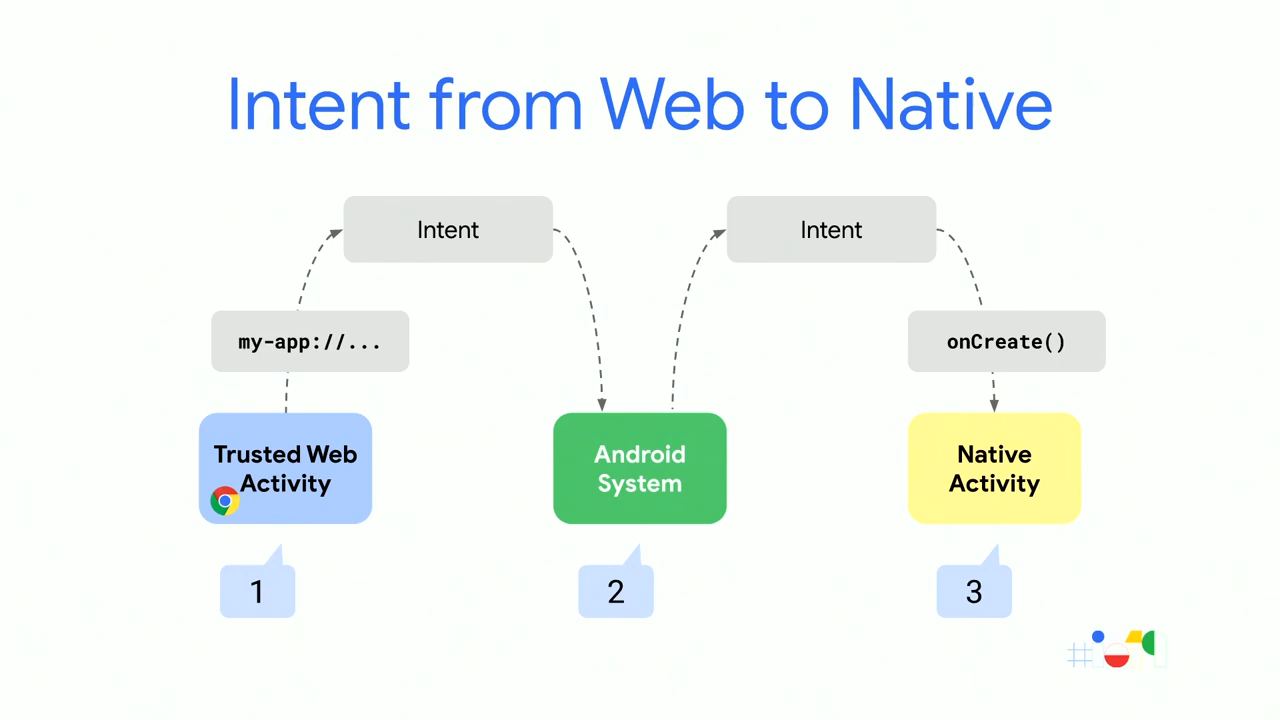 Intent from Web to Native
Intent
Intent
my-app://...
onCreate()
Trusted Web
Activity
Android
System
Native
Activity
1
2
3